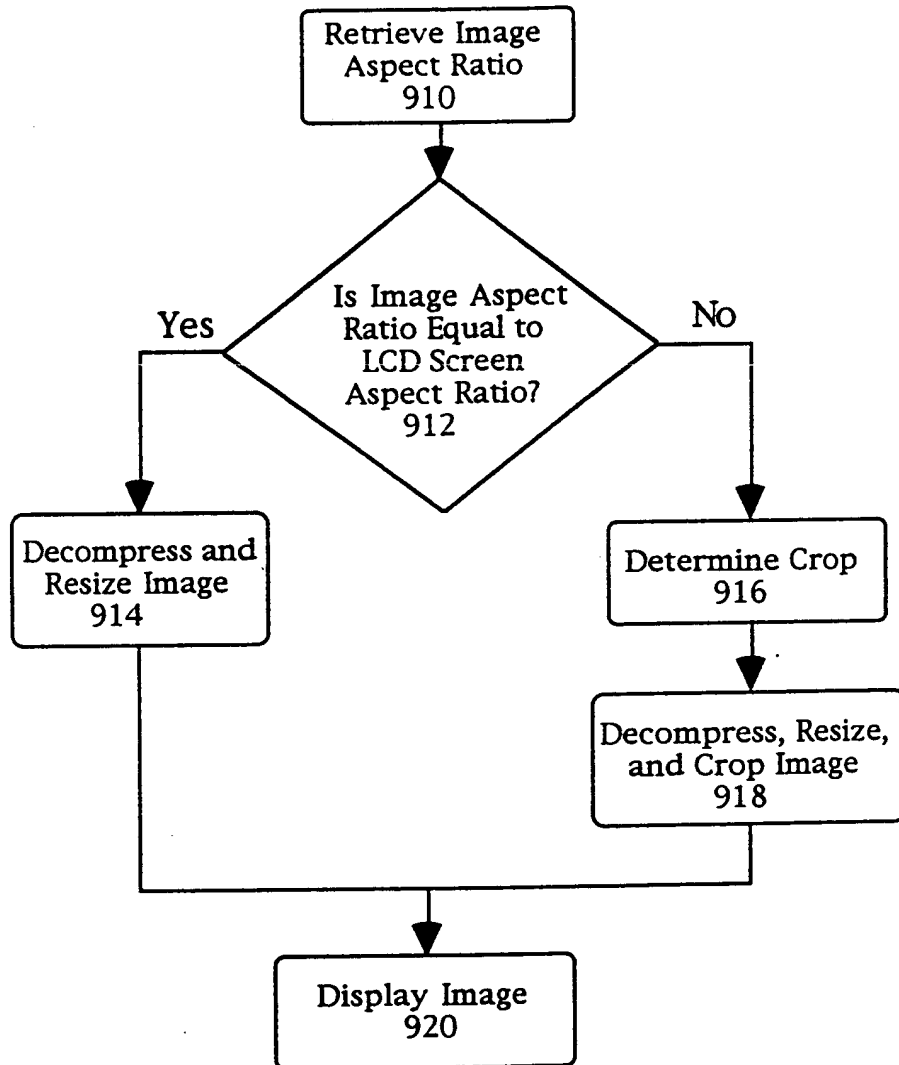 Retrieve Image
Aspect Ratio
910
Is Image Aspect
Ratio Equal to
LCD Screen
Aspect Ratio?
912
Yes
No
Decompress and
Resize Image
914
Determine Crop
916
Decompress, Resize,
and Crop Image
918
Display Image
920